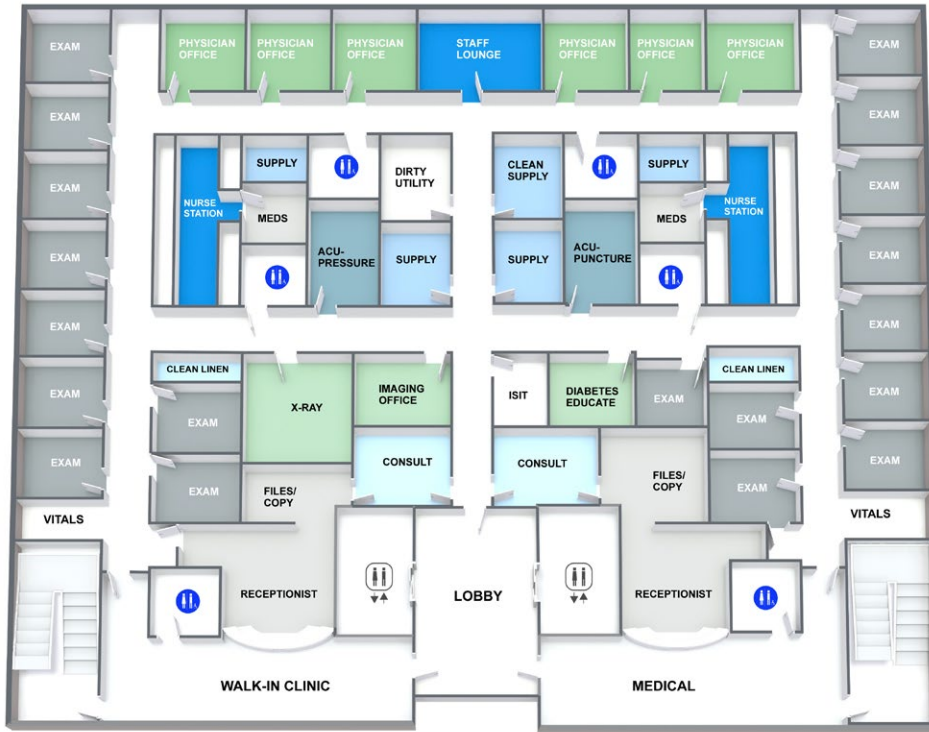 EXAM
PHYSICIAN
OFFICE
PHYSICIAN
OFFICE
PHYSICIAN
OFFICE
STAFF
LOUNGE
PHYSICIAN
OFFICE
PHYSICIAN
OFFICE
PHYSICIAN
OFFICE
EXAM
EXAM
EXAM
EXAM
SUPPLY
DIRTY
UTILITY
CLEAN
SUPPLY
SUPPLY
EXAM
NURSE
STATION
MEDS
MEDS
NURSE
STATION
EXAM
ACU-
PRESSURE
SUPPLY
SUPPLY
ACU-
PUNCTURE
EXAM
EXAM
EXAM
EXAM
CLEAN LINEN
X-RAY
IMAGING
OFFICE
ISIT
DIABETES
EDUCATE
EXAM
CLEAN LINEN
EXAM
EXAM
EXAM
EXAM
CONSULT
CONSULT
EXAM
EXAM
EXAM
FILES/
COPY
FILES/
COPY
EXAM
VITALS
VITALS
RECEPTIONIST
LOBBY
RECEPTIONIST
WALK-IN CLINIC
MEDICAL